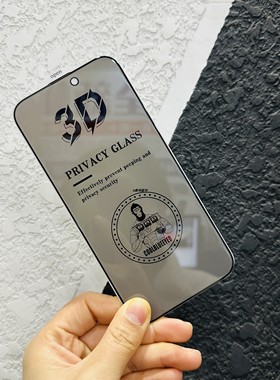 3D
PRIVACY GLASS
Effectively prevent peeping and
privacy security